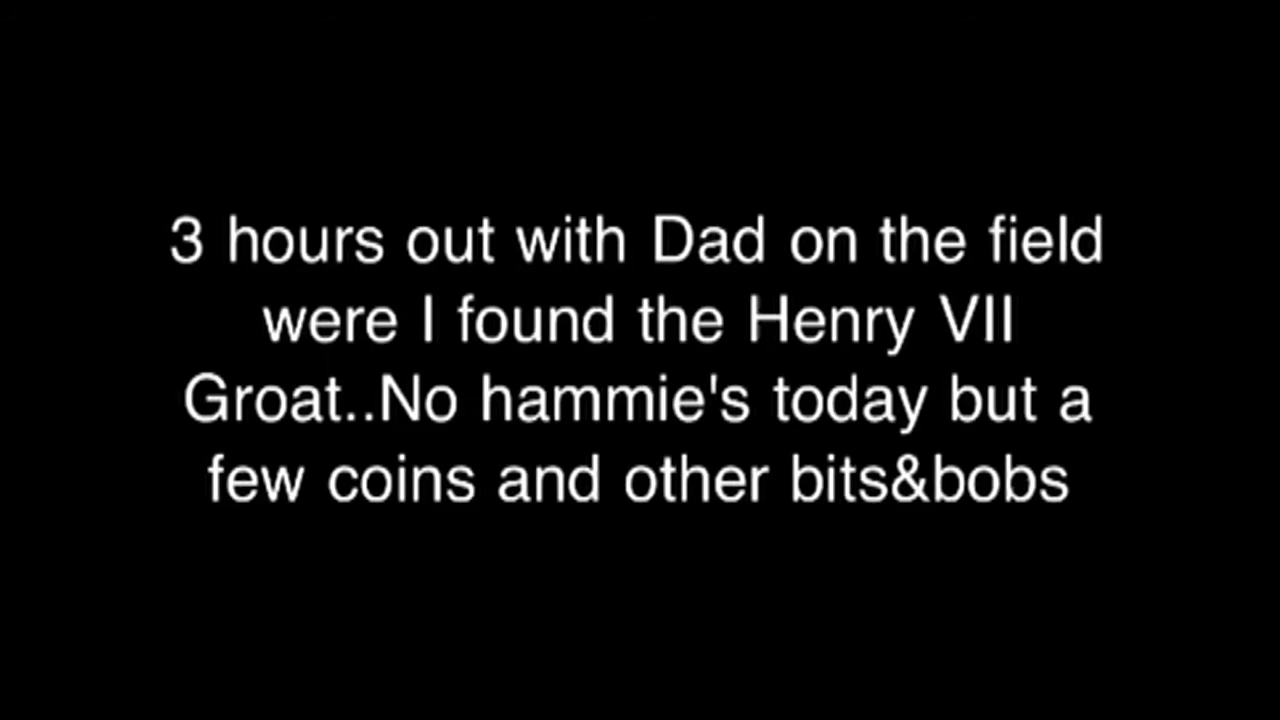 3 hours out with Dad on the field
were I found the Henry VII
Groat..No hammie's today but a
few coins and other bits&bobs